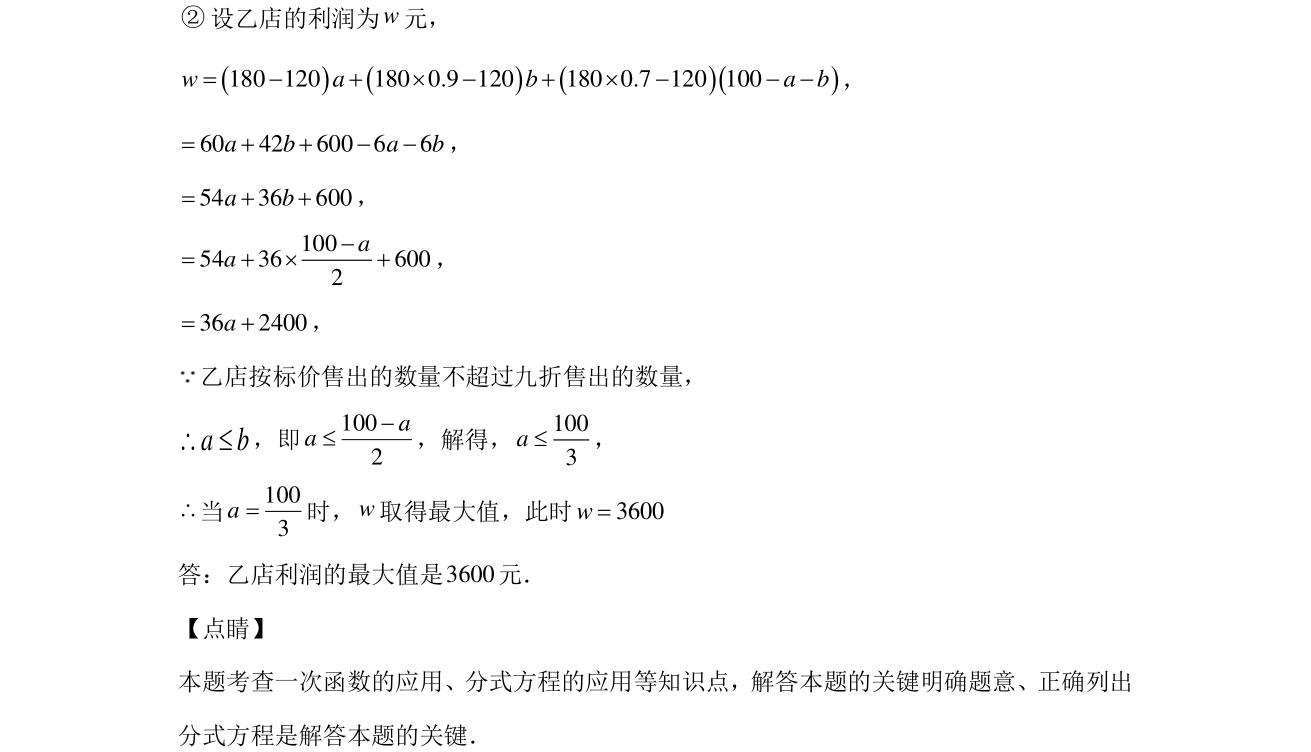 ② 设乙店的利润为w元，
w=(180−120)a+(180×0.9−120)b+(180×0.7−120)(100−a−b)，
=60a+42b+600−6a−6b，
=54a+36b+600，
=54a+36×\frac{100−a}{2}+600，
=36a+2400，
∵乙店按标价售出的数量不超过九折售出的数量，
∴a≤b，即a≤\frac{100−a}{2}，解得，a≤\frac{100}{3}，
∴当a=\frac{100}{3}时，w取得最大值，此时w=3600
答：乙店利润的最大值是3600元．
【点睛】
本题考查一次函数的应用、分式方程的应用等知识点，解答本题的关键明确题意、正确列出
分式方程是解答本题的关键．